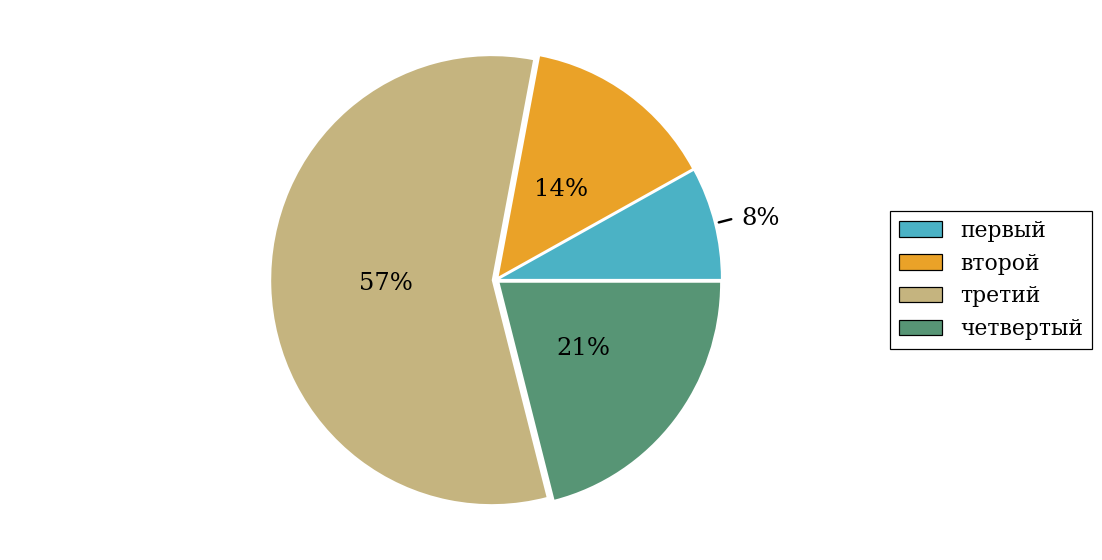 14%
8%
57%
21%
первый
второй
третий
четвертый